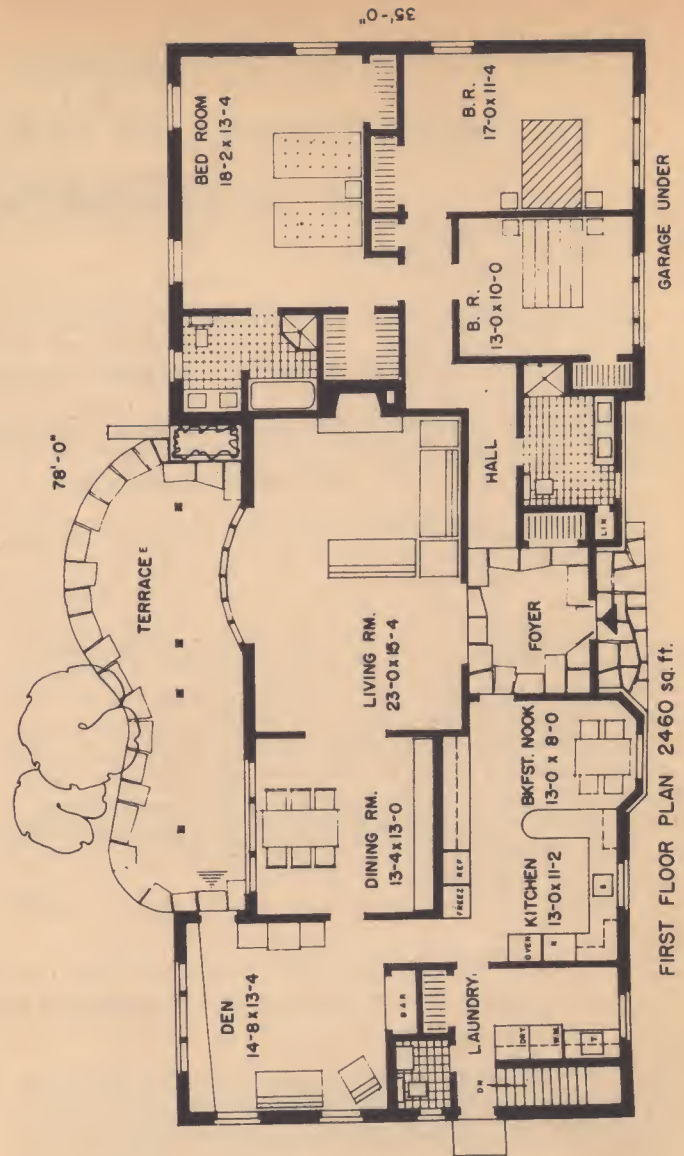 78'-0"
35'-0"
TERRACE E
BED ROOM
18-2 x 13-4
DEN
14-8 x 13-4
DINING RM.
13-4 x 13-0
LIVING RM.
23-0 x 15-4
B. R.
17-0 x 11-4
B. R.
13-0 x 10-0
HALL
BAR
FREEZ
REF
FOYER
LIN
LAUNDRY.
DN
DRY
W.M.
T
OVEN
R
KITCHEN
13-0 x 11-2
S
BKFST. NOOK
13-0 x 8-0
GARAGE UNDER
FIRST FLOOR PLAN 2460 sq. ft.